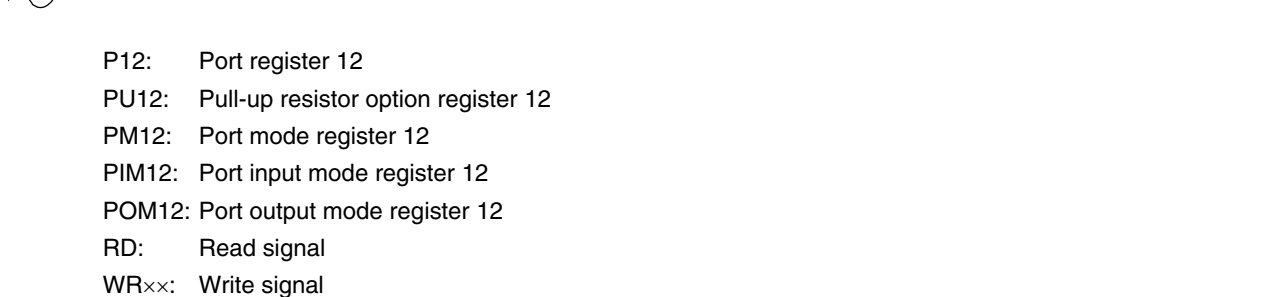 P12: Port register 12
PU12: Pull-up resistor option register 12
PM12: Port mode register 12
PIM12: Port input mode register 12
POM12: Port output mode register 12
RD: Read signal
WR××: Write signal